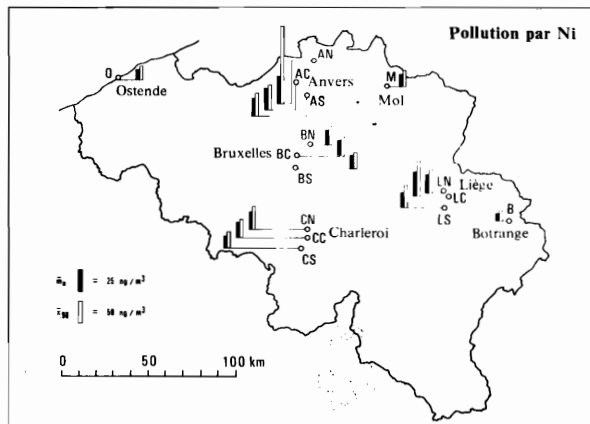 Pollution par Ni
O
Ostende
AN
AC
Anvers
AS
M
Mol
BN
Bruxelles BC
BS
LN
Liège
LC
LS
B
Botrange
CN
CC
Charleroi
CS
= 25 ng/m³
= 50 ng/m³
0 50 100 km